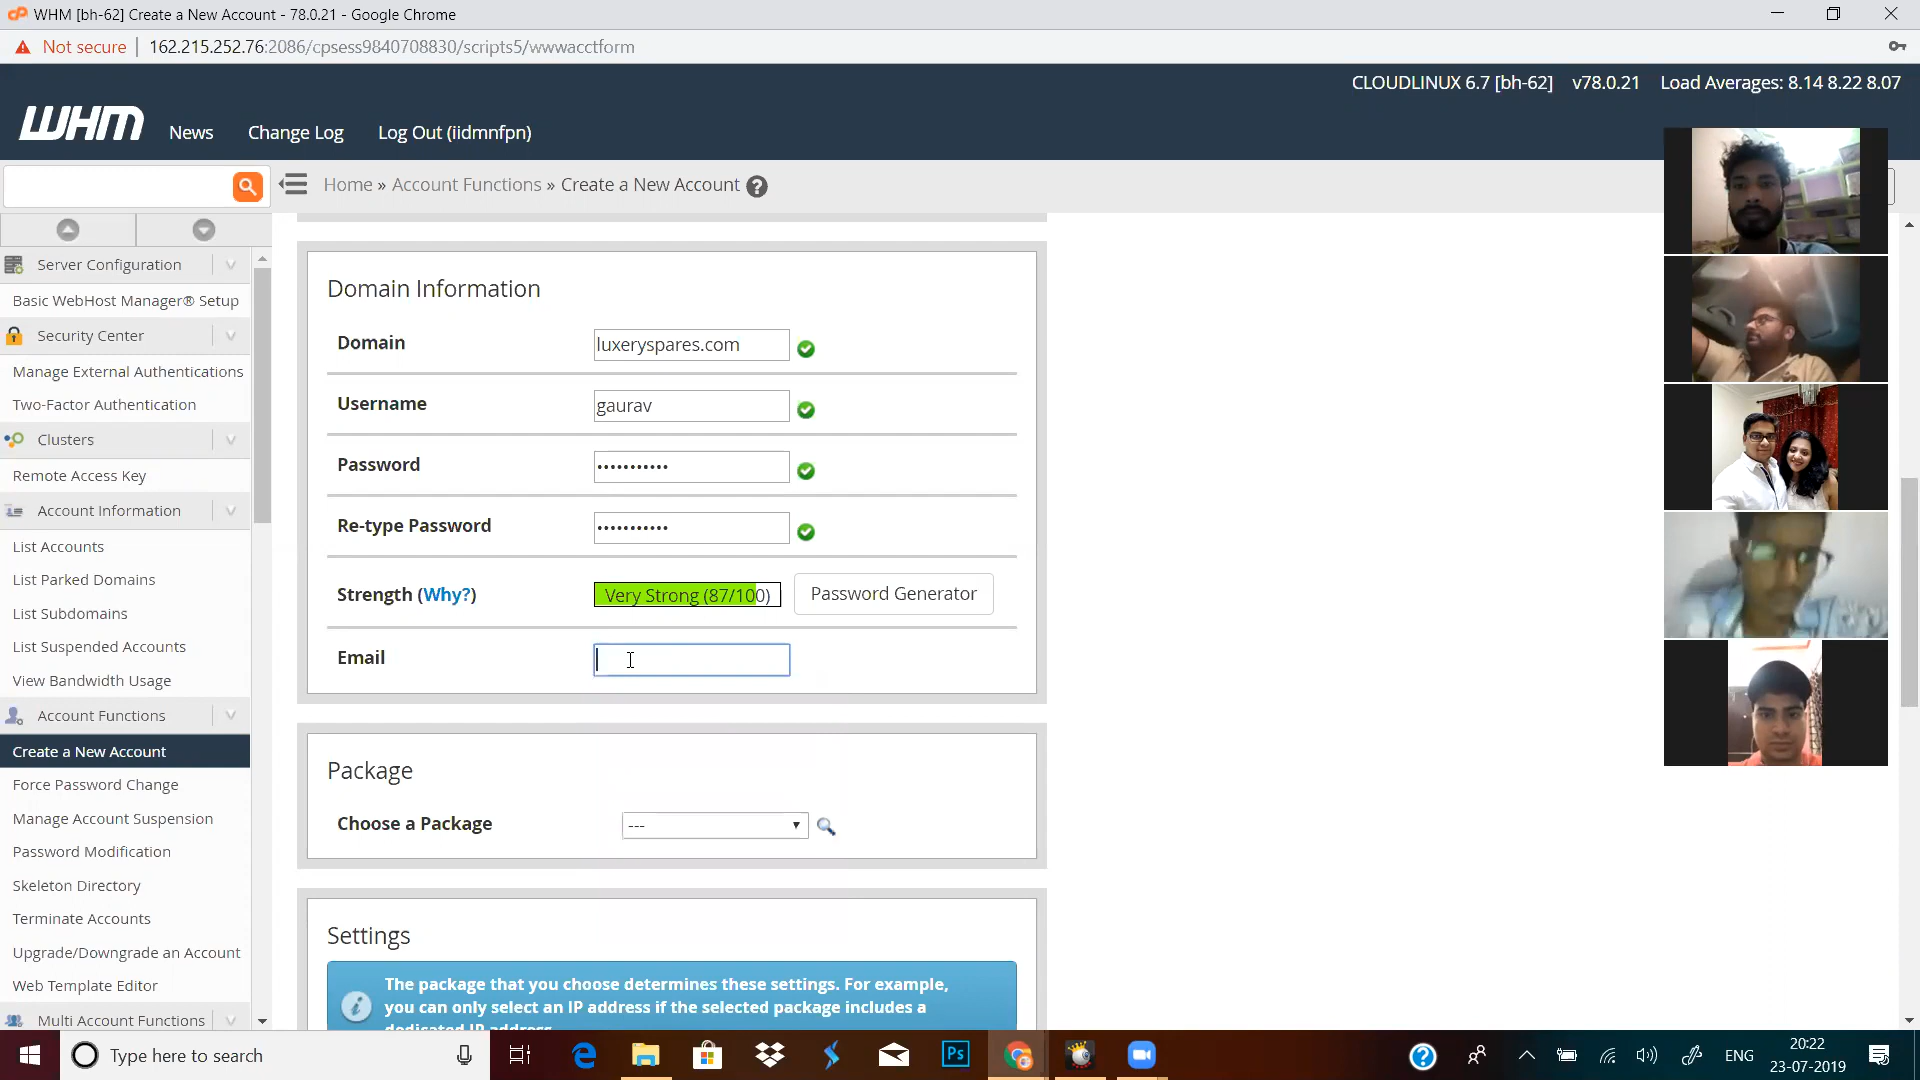 WHM [bh-62] Create a New Account - 78.0.21 - Google Chrome
Not secure
162.215.252.76:2086/cpsess9840708830/scripts5/wwwacctform
CLOUDLINUX 6.7 [bh-62] v78.0.21 Load Averages: 8.14 8.22 8.07
WHM News Change Log Log Out (iidmnfpn)
Home » Account Functions » Create a New Account
Server Configuration
Basic WebHost Manager® Setup
Security Center
Manage External Authentications
Two-Factor Authentication
Clusters
Remote Access Key
Account Information
List Accounts
List Parked Domains
List Subdomains
List Suspended Accounts
View Bandwidth Usage
Account Functions
Create a New Account
Force Password Change
Manage Account Suspension
Password Modification
Skeleton Directory
Terminate Accounts
Upgrade/Downgrade an Account
Web Template Editor
Multi Account Functions
Domain Information
Domain luxeryspares.com
Username gaurav
Password •••••••••••
Re-type Password •••••••••••
Strength (Why?) Very Strong (87/100) Password Generator
Email
Package
Choose a Package ---
Settings
The package that you choose determines these settings. For example,
you can only select an IP address if the selected package includes a
dedicated IP address.
Type here to search
Ps
ENG
20:22
23-07-2019